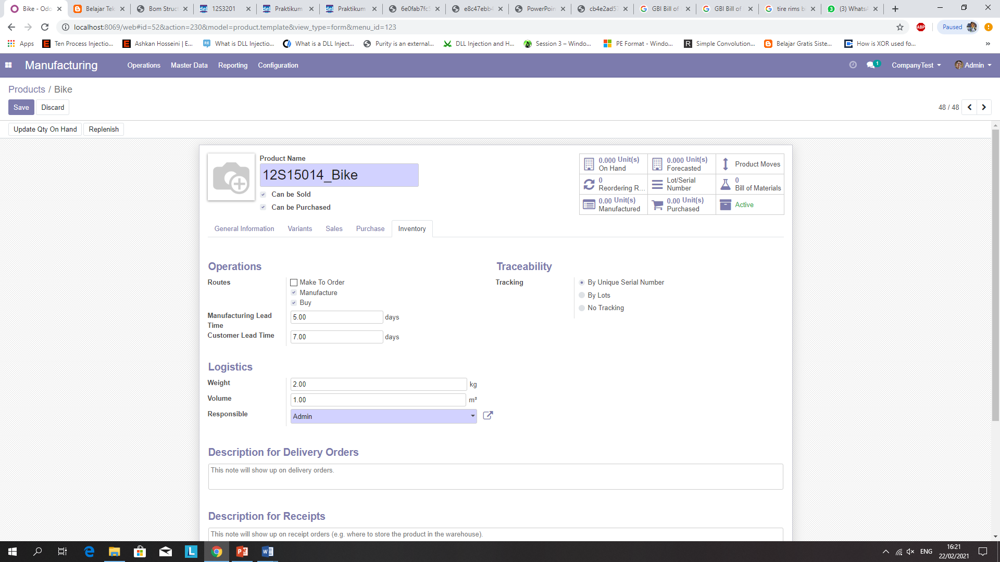 Bike - Odo
Belajar Tek
Bom Struct
12S3201
Praktikum
Praktikum
6e0fab7fc5
e8c47ebb4
PowerPoin
cb4e2ad57
GBI Bill of
GBI Bill of
tire rims bi
(3) WhatsA
localhost:8069/web#id=52&action=230&model=product.template&view_type=form&menu_id=123
ABP
Paused
Apps
Ten Process Injectio...
Ashkan Hosseini | E...
What is DLL Injectio...
What is a DLL Inject...
Purity is an external...
DLL Injection and H...
Session 3 – Windo...
PE Format - Windo...
Simple Convolution...
Belajar Gratis Siste...
How is XOR used fo...
Manufacturing
Operations
Master Data
Reporting
Configuration
1
CompanyTest
Admin
Products / Bike
Save
Discard
48 / 48
Update Qty On Hand
Replenish
Product Name
12S15014_Bike
Can be Sold
Can be Purchased
0.000 Unit(s)
On Hand
0.000 Unit(s)
Forecasted
Product Moves
0
Reordering R...
Lot/Serial
Number
0
Bill of Materials
0.00 Unit(s)
Manufactured
0.00 Unit(s)
Purchased
Active
General Information
Variants
Sales
Purchase
Inventory
Operations
Routes
Make To Order
Manufacture
Buy
Manufacturing Lead
Time
5.00 days
Customer Lead Time
7.00 days
Traceability
Tracking
By Unique Serial Number
By Lots
No Tracking
Logistics
Weight
2.00 kg
Volume
1.00 m³
Responsible
Admin
Description for Delivery Orders
This note will show up on delivery orders.
Description for Receipts
This note will show up on receipt orders (e.g. where to store the product in the warehouse).
ENG
16:21
22/02/2021